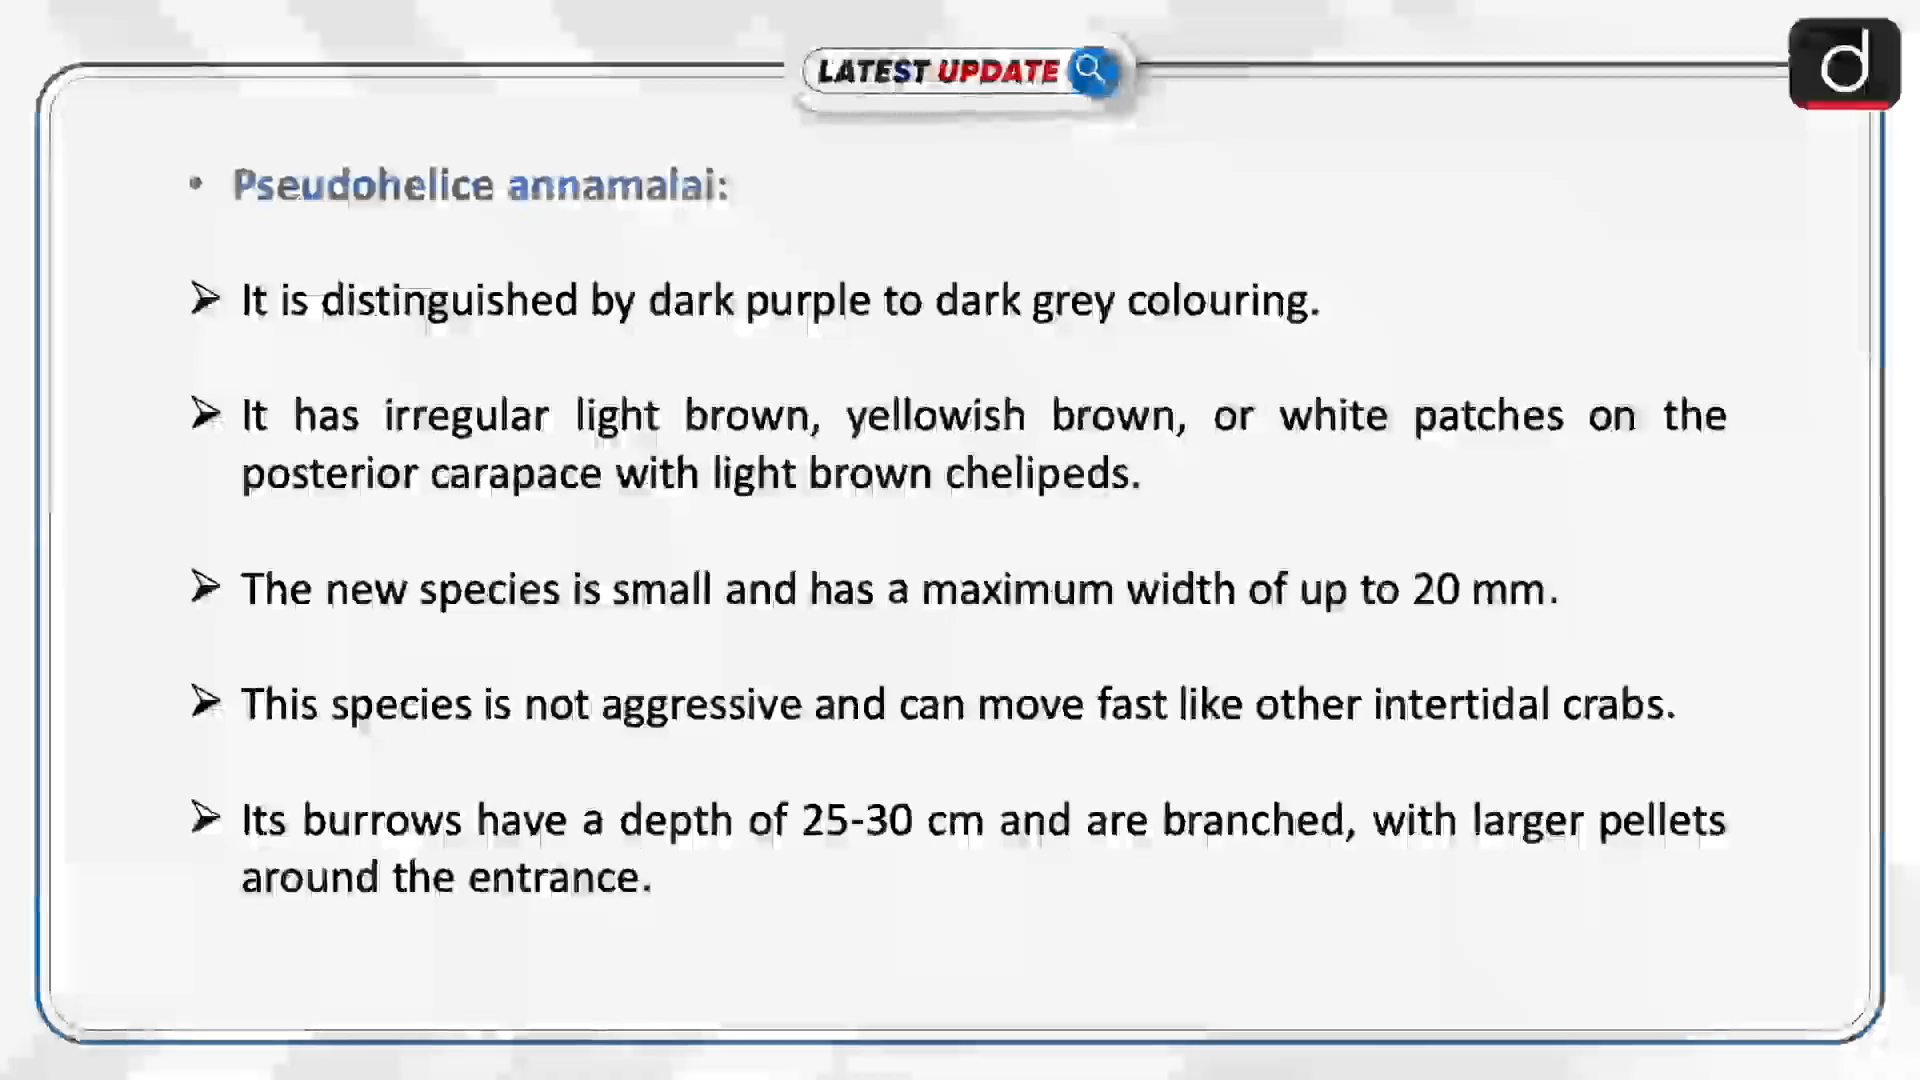 LATEST UPDATE
d
• Pseudohelice annamalai:
➢ It is distinguished by dark purple to dark grey colouring.
➢ It has irregular light brown, yellowish brown, or white patches on the
posterior carapace with light brown chelipeds.
➢ The new species is small and has a maximum width of up to 20 mm.
➢ This species is not aggressive and can move fast like other intertidal crabs.
➢ Its burrows have a depth of 25-30 cm and are branched, with larger pellets
around the entrance.